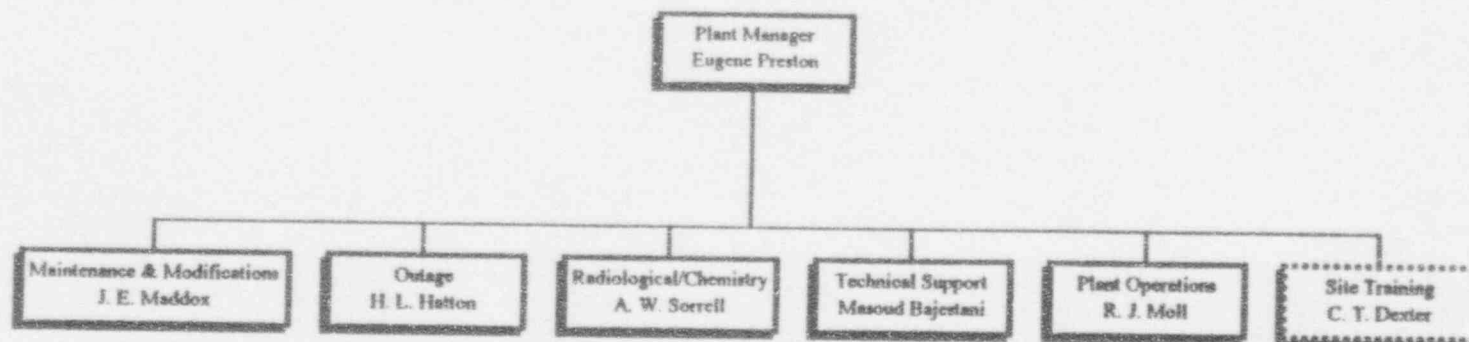 Plant Manager
Eugene Preston
Maintenance & Modifications
J. E. Maddox
Outage
H. L. Hatton
Radiological/Chemistry
A. W. Sorrell
Technical Support
Masoud Bajestani
Plant Operations
R. J. Moll
Site Training
C. T. Dexter